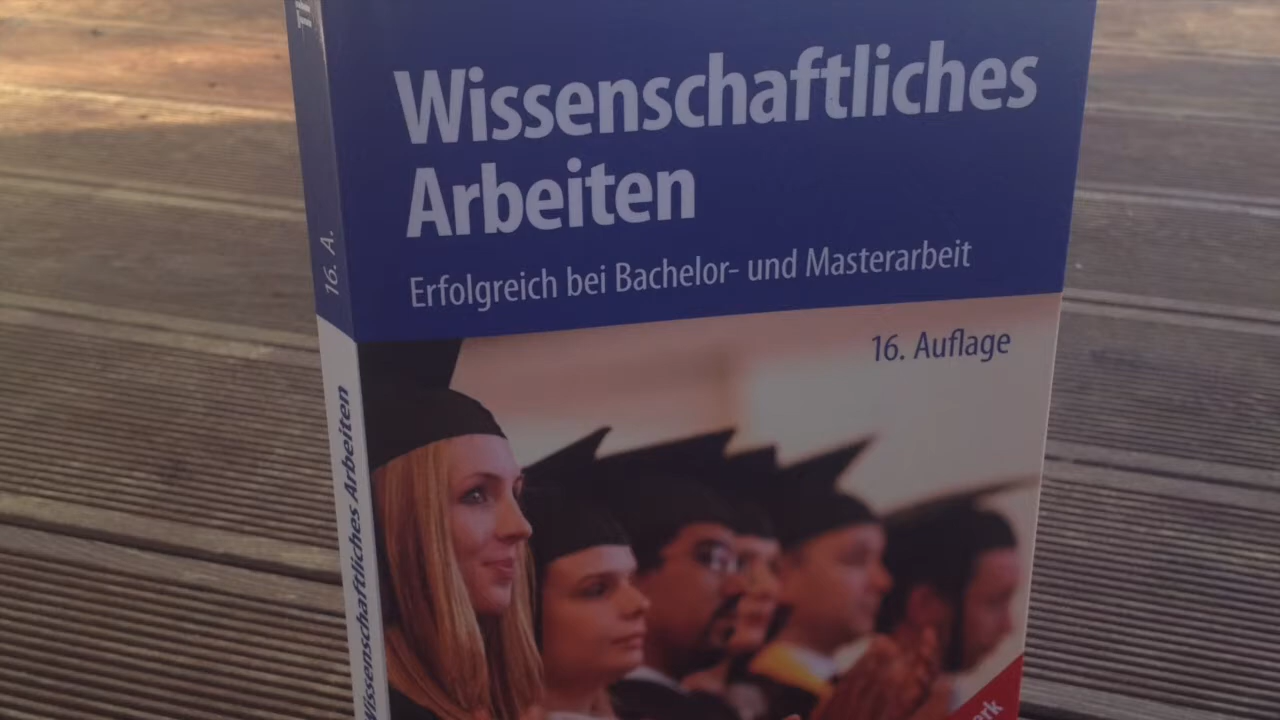 Wissenschaftliches
Arbeiten
Erfolgreich bei Bachelor- und Masterarbeit
16. Auflage
16. A.
Wissenschaftliches Arbeiten